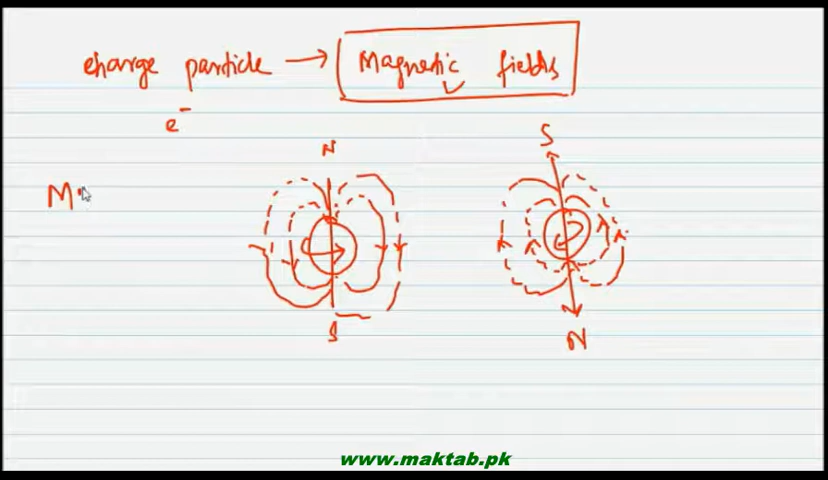 charge particle → Magnetic fields
e⁻
N S
M
S N
www.maktab.pk